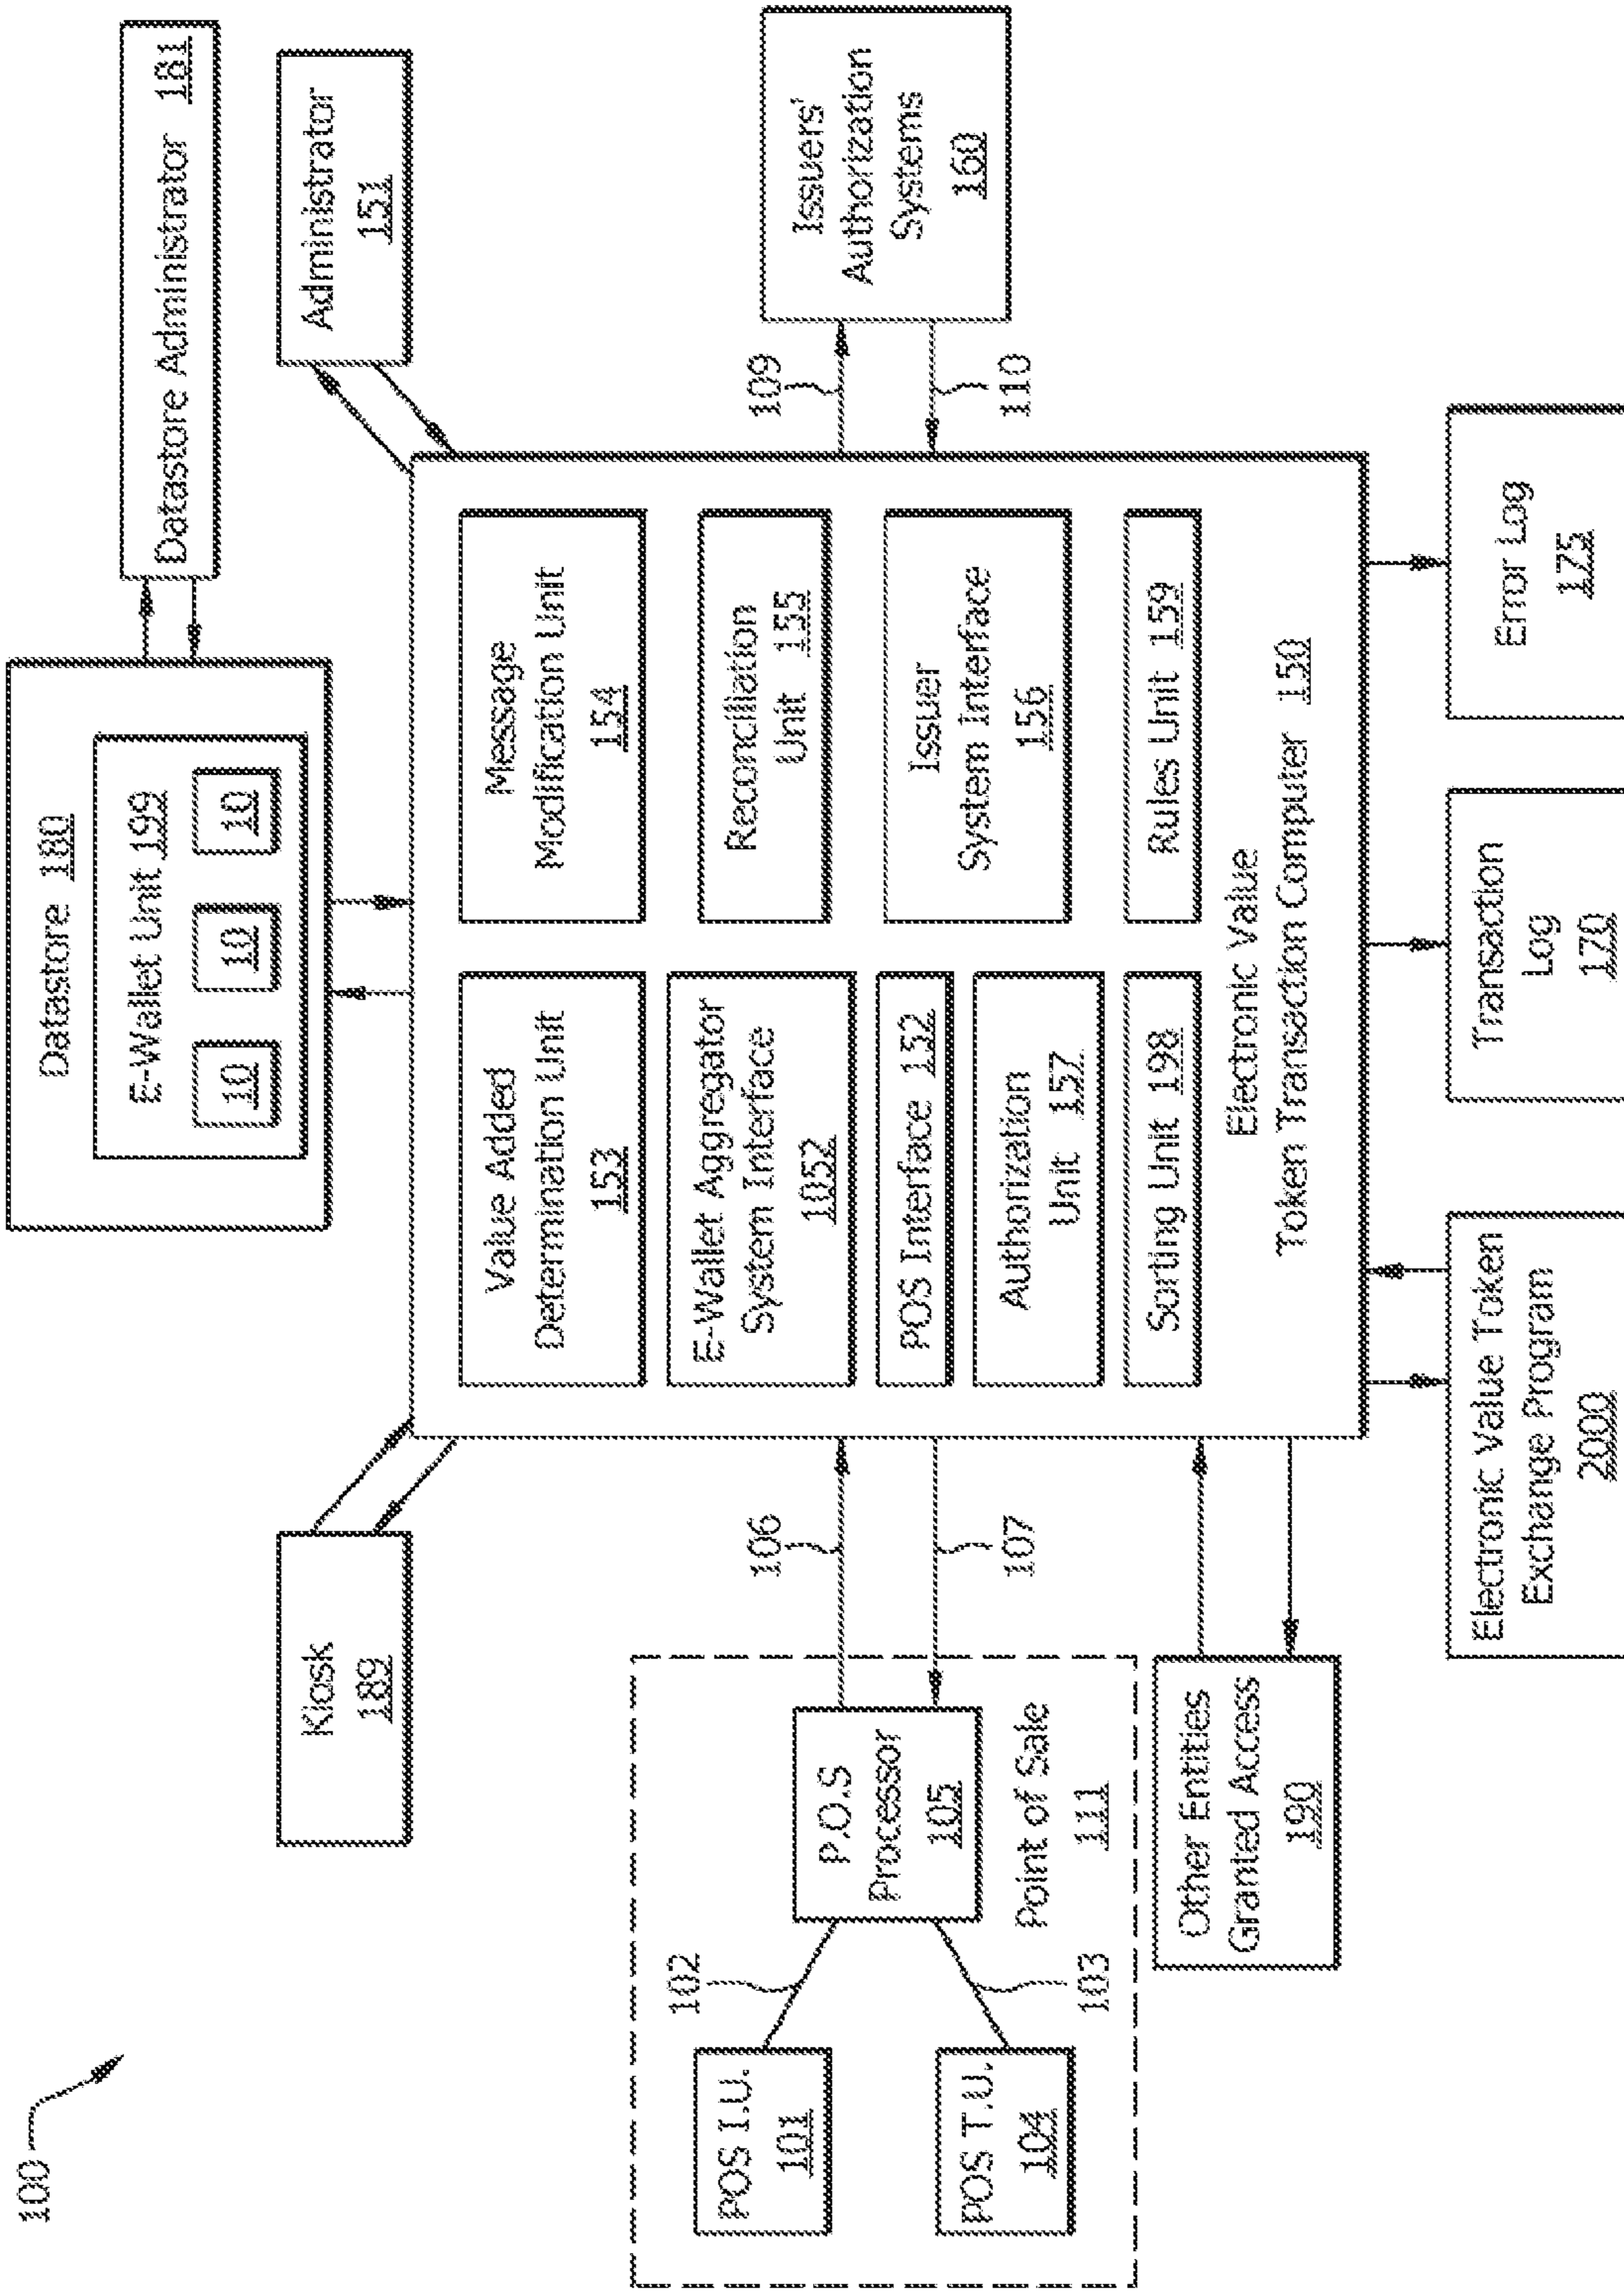 100
Datastore 180
E-Wallet Unit 199
10
10
10
Datastore Administrator 181
Kiosk
189
Administrator
151
Value Added
Determination Unit
153
Message
Modification Unit
154
E-Wallet Aggregator
System Interface
1052
Reconciliation
Unit 155
POS Interface 152
Issuer
System Interface
156
Authorization
Unit 157
Sorting Unit 198
Rules Unit 159
Electronic Value
Token Transaction Computer 150
POS I.U.
101
102
POS T.U.
104
103
P.O.S
Processor
105
Point of Sale
111
106
107
109
110
Issuers'
Authorization
Systems
160
Other Entities
Granted Access
190
Electronic Value Token
Exchange Program
2000
Transaction
Log
170
Error Log
175